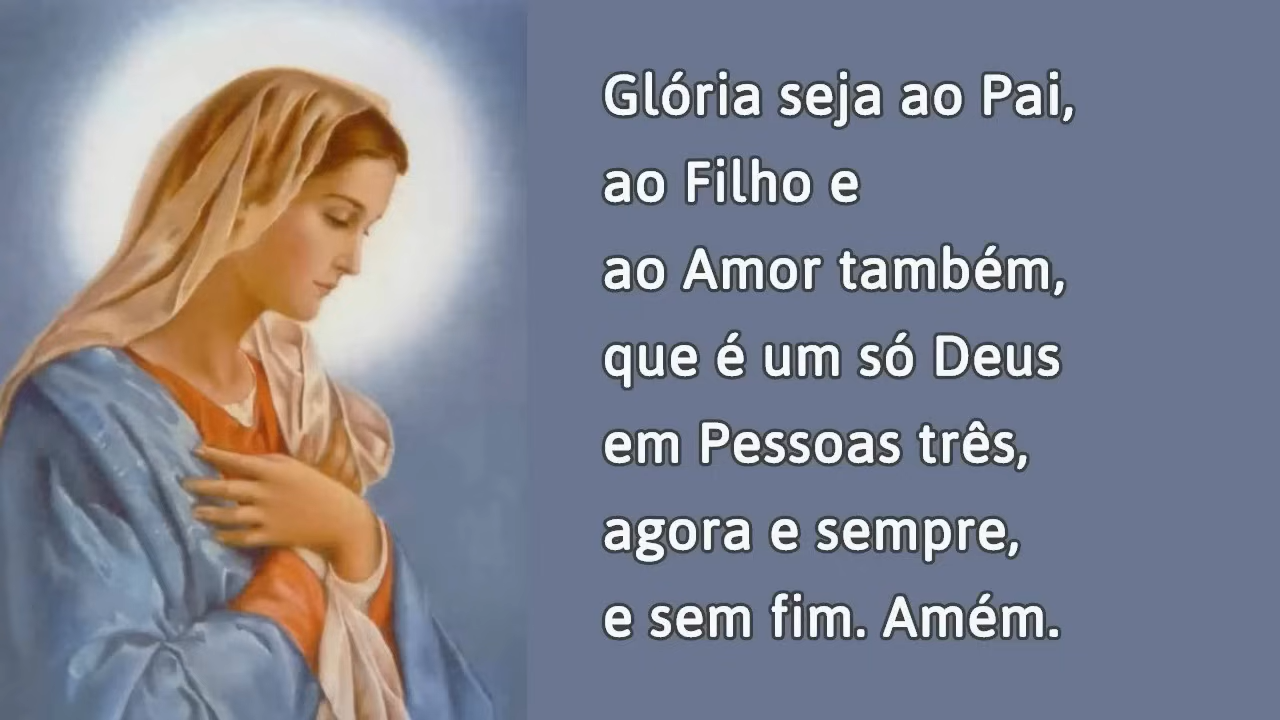 Glória seja ao Pai,
ao Filho e
ao Amor também,
que é um só Deus
em Pessoas três,
agora e sempre,
e sem fim. Amém.